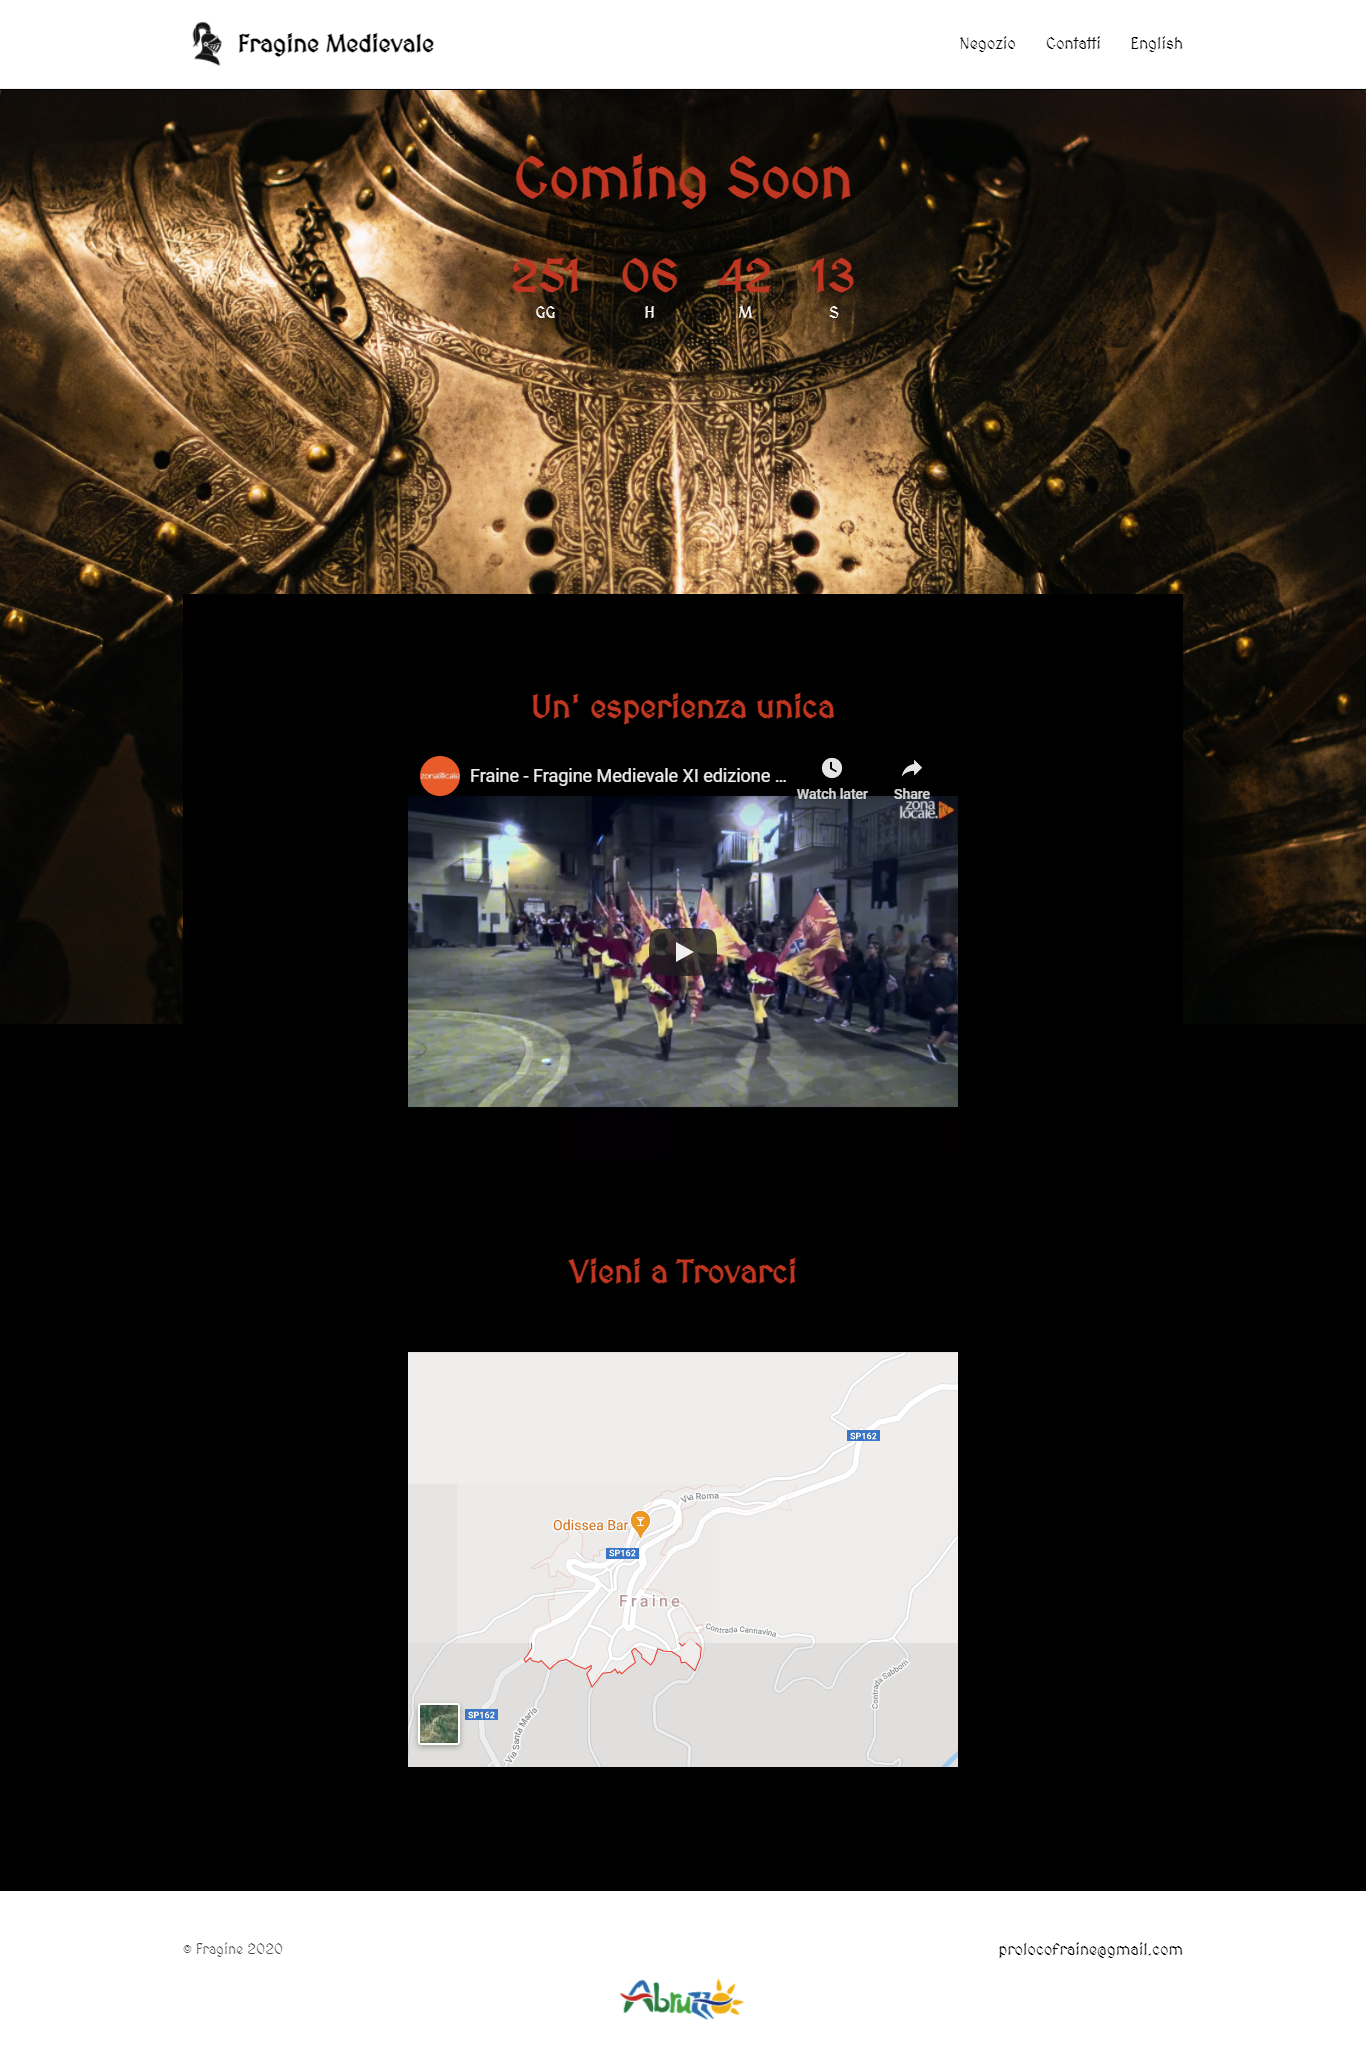 Fragine Medievale
Negozio Contatti English
Coming Soon
251 06 42 13
GG H M S
Un' esperienza unica
zonalocale
Fraine - Fragine Medievale XI edizione ...
Watch later Share
zona
locale.TV
Vieni a Trovarci
SP162
Via Roma
Odissea Bar
SP162
Fraine
Contrada Cannavina
Contrada Sabboni
SP162
Via Santa Maria
© Fragine 2020
prolocofraine@gmail.com
Abruzzo